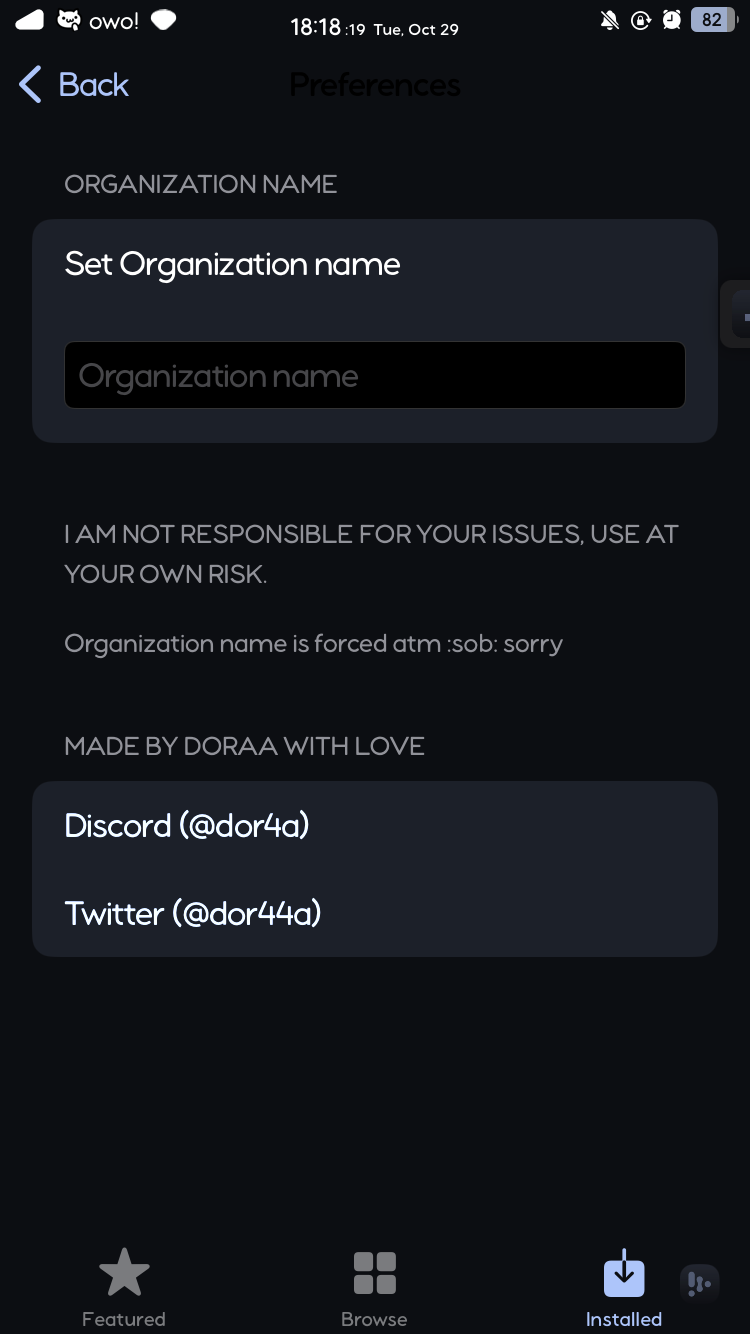 owo! 18:18 :19 Tue, Oct 29 82
Back Preferences
ORGANIZATION NAME
Set Organization name
Organization name
I AM NOT RESPONSIBLE FOR YOUR ISSUES, USE AT
YOUR OWN RISK.
Organization name is forced atm :sob: sorry
MADE BY DORAA WITH LOVE
Discord (@dor4a)
Twitter (@dor44a)
Featured Browse Installed